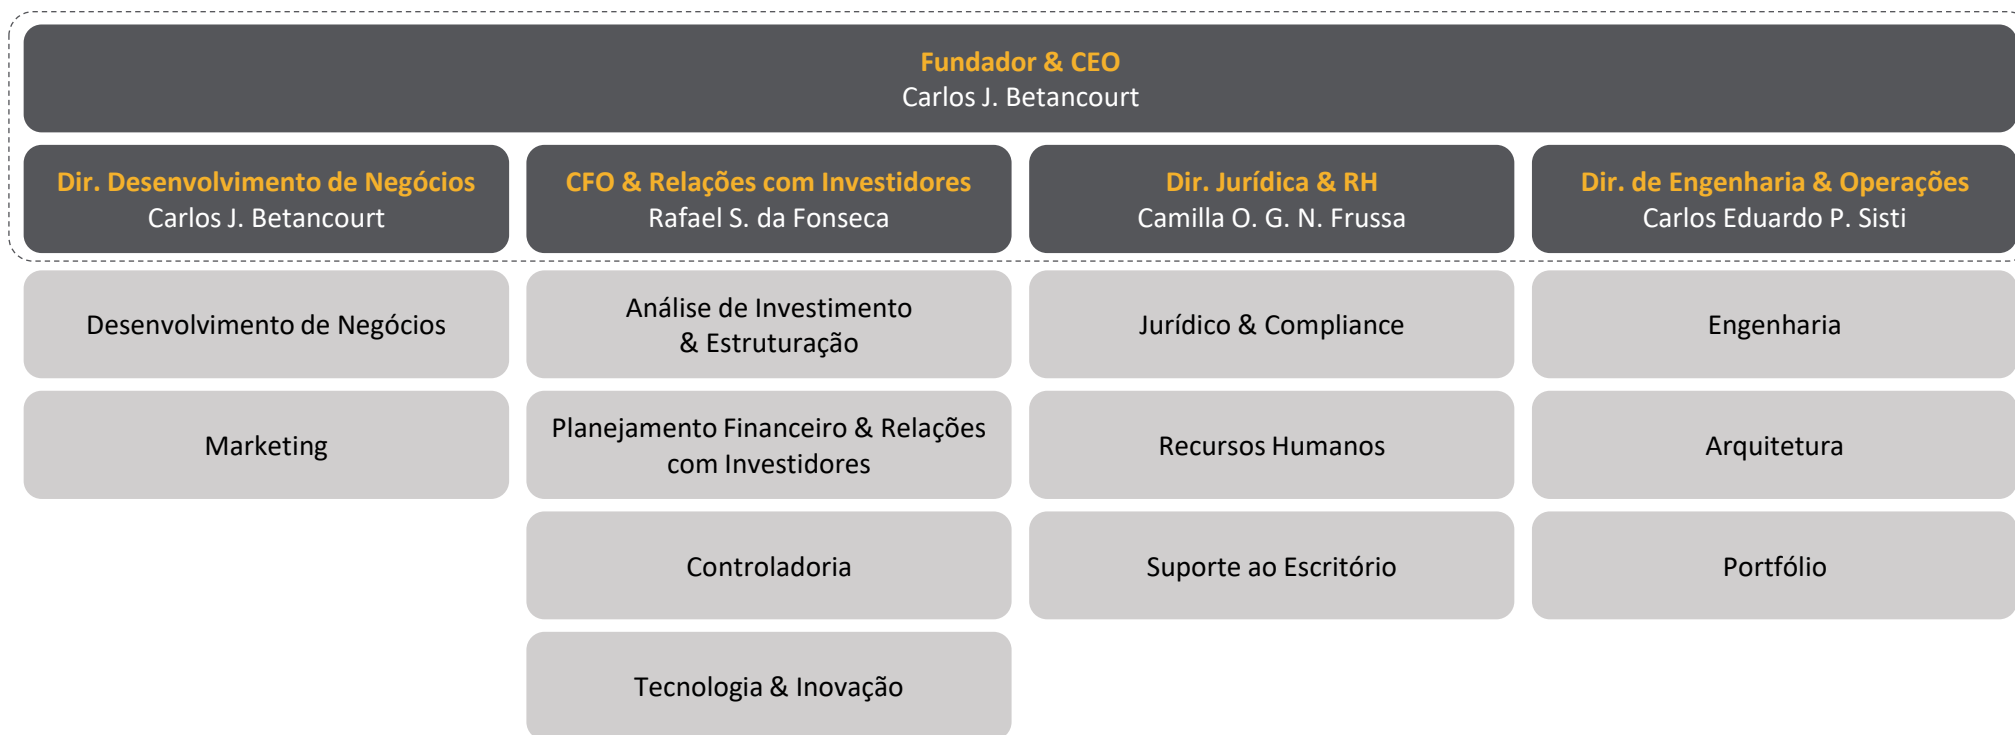 Fundador & CEO
Carlos J. Betancourt
Dir. Desenvolvimento de Negócios
Carlos J. Betancourt
CFO & Relações com Investidores
Rafael S. da Fonseca
Dir. Jurídica & RH
Camilla O. G. N. Frussa
Dir. de Engenharia & Operações
Carlos Eduardo P. Sisti
Desenvolvimento de Negócios
Análise de Investimento
& Estruturação
Jurídico & Compliance
Engenharia
Marketing
Planejamento Financeiro & Relações
com Investidores
Recursos Humanos
Arquitetura
Controladoria
Suporte ao Escritório
Portfólio
Tecnologia & Inovação